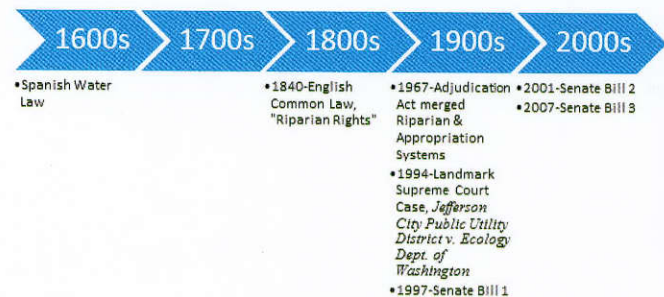 1600s 1700s 1800s 1900s 2000s
•Spanish Water
Law
•1840-English
Common Law,
"Riparian Rights"
•1967-Adjudication
Act merged
Riparian &
Appropriation
Systems
•1994-Landmark
Supreme Court
Case, Jefferson
City Public Utility
District v. Ecology
Dept. of
Washington
•1997-Senate Bill 1
•2001-Senate Bill 2
•2007-Senate Bill 3